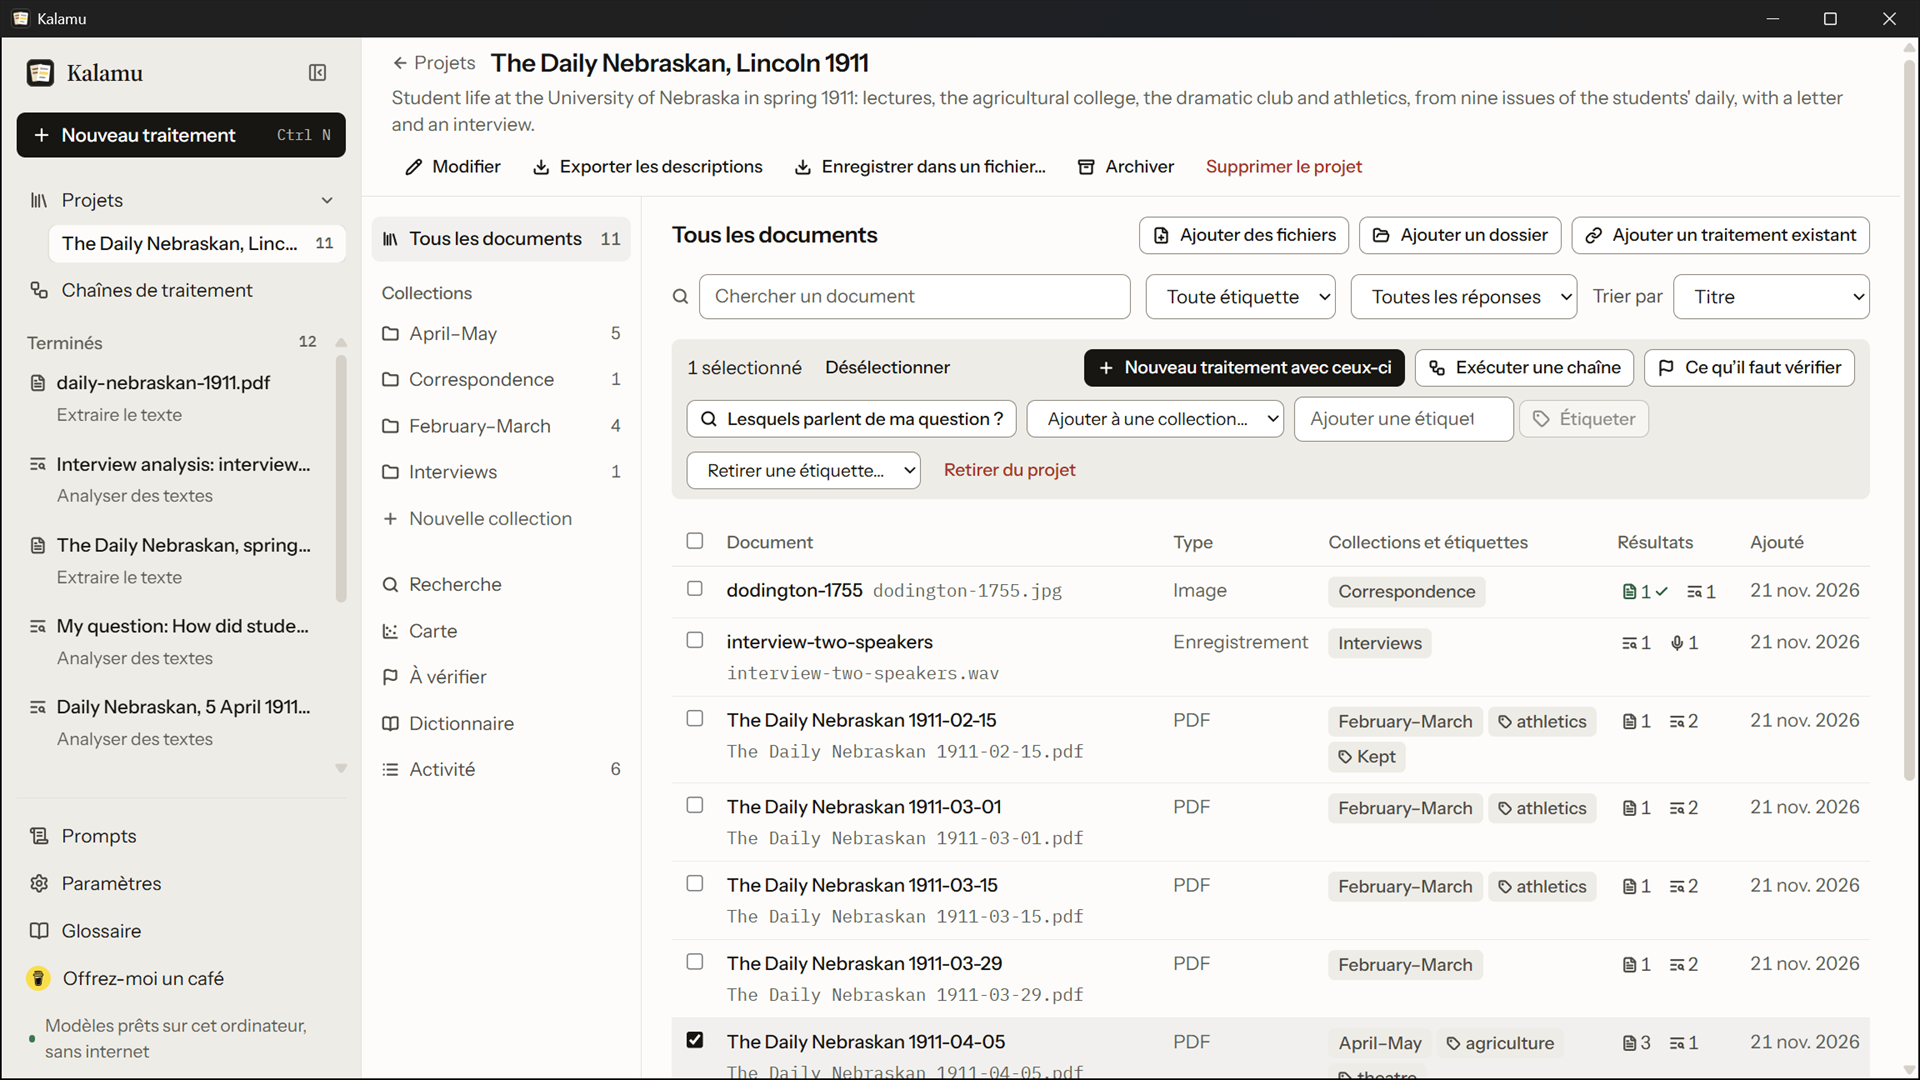 Kalamu
Kalamu
Nouveau traitement Ctrl N
Projets
The Daily Nebraskan, Linc... 11
Chaînes de traitement
Terminés 12
daily-nebraskan-1911.pdf
Extraire le texte
Interview analysis: interview...
Analyser des textes
The Daily Nebraskan, spring...
Extraire le texte
My question: How did stude...
Analyser des textes
Daily Nebraskan, 5 April 1911...
Analyser des textes
Prompts
Paramètres
Glossaire
Offrez-moi un café
Modèles prêts sur cet ordinateur,
sans internet
Projets The Daily Nebraskan, Lincoln 1911
Student life at the University of Nebraska in spring 1911: lectures, the agricultural college, the dramatic club and athletics, from nine issues of the students' daily, with a letter
and an interview.
Modifier Exporter les descriptions Enregistrer dans un fichier... Archiver Supprimer le projet
Tous les documents 11
Collections
April–May 5
Correspondence 1
February–March 4
Interviews 1
Nouvelle collection
Recherche
Carte
À vérifier
Dictionnaire
Activité 6
Tous les documents Ajouter des fichiers Ajouter un dossier Ajouter un traitement existant
Chercher un document Toute étiquette Toutes les réponses Trier par Titre
1 sélectionné Désélectionner Nouveau traitement avec ceux-ci Exécuter une chaîne Ce qu’il faut vérifier
Lesquels parlent de ma question ? Ajouter à une collection... Ajouter une étiquet Étiqueter
Retirer une étiquette... Retirer du projet
Document Type Collections et étiquettes Résultats Ajouté
dodington-1755 dodington-1755.jpg Image Correspondence 1 1 21 nov. 2026
interview-two-speakers Enregistrement Interviews 1 1 21 nov. 2026
interview-two-speakers.wav
The Daily Nebraskan 1911-02-15 PDF February–March athletics 1 2 21 nov. 2026
The Daily Nebraskan 1911-02-15.pdf Kept
The Daily Nebraskan 1911-03-01 PDF February–March athletics 1 2 21 nov. 2026
The Daily Nebraskan 1911-03-01.pdf
The Daily Nebraskan 1911-03-15 PDF February–March athletics 1 2 21 nov. 2026
The Daily Nebraskan 1911-03-15.pdf
The Daily Nebraskan 1911-03-29 PDF February–March 1 2 21 nov. 2026
The Daily Nebraskan 1911-03-29.pdf
The Daily Nebraskan 1911-04-05 PDF April–May agriculture 3 1 21 nov. 2026
The Daily Nebraskan 1911-04-05.pdf theatre